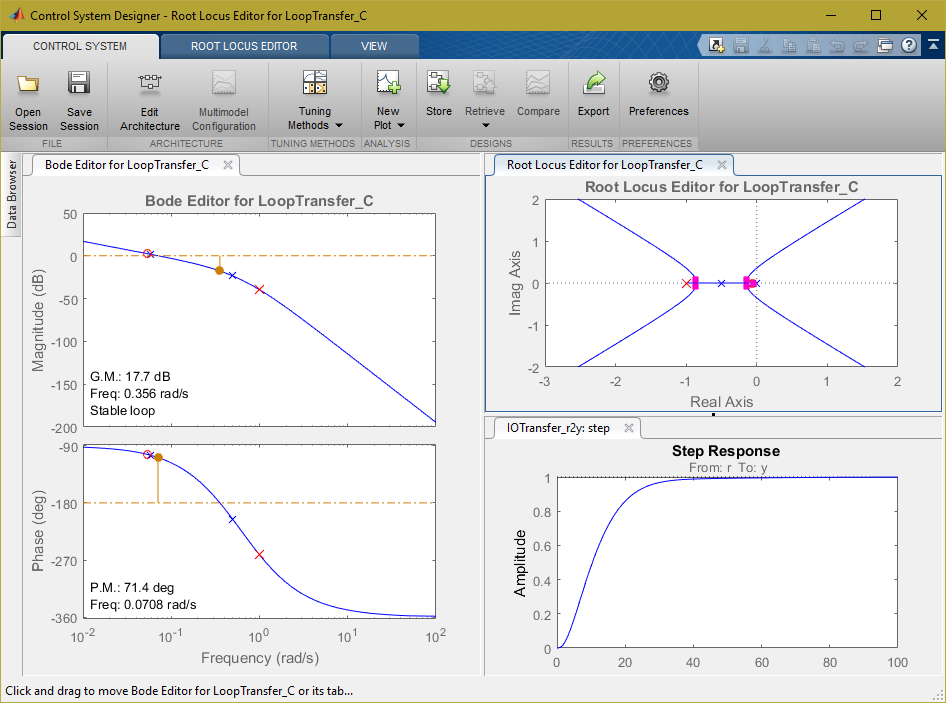 Control System Designer - Root Locus Editor for LoopTransfer_C
CONTROL SYSTEM
ROOT LOCUS EDITOR
VIEW
?
Open Session
Save Session
Edit Architecture
Multimodel Configuration
Tuning Methods
New Plot
Store
Retrieve
Compare
Export
Preferences
FILE
ARCHITECTURE
TUNING METHODS
ANALYSIS
DESIGNS
RESULTS
PREFERENCES
Data Browser
Bode Editor for LoopTransfer_C
Bode Editor for LoopTransfer_C
Magnitude (dB)
50
0
-50
-100
-150
-200
G.M.: 17.7 dB
Freq: 0.356 rad/s
Stable loop
Phase (deg)
-90
-180
-270
-360
P.M.: 71.4 deg
Freq: 0.0708 rad/s
10-2
10-1
100
101
102
Frequency (rad/s)
Root Locus Editor for LoopTransfer_C
Root Locus Editor for LoopTransfer_C
Imag Axis
2
1
0
-1
-2
-3
-2
-1
0
1
2
Real Axis
IOTransfer_r2y: step
Step Response
From: r To: y
Amplitude
1
0.8
0.6
0.4
0.2
0
0
20
40
60
80
100
Click and drag to move Bode Editor for LoopTransfer_C or its tab...